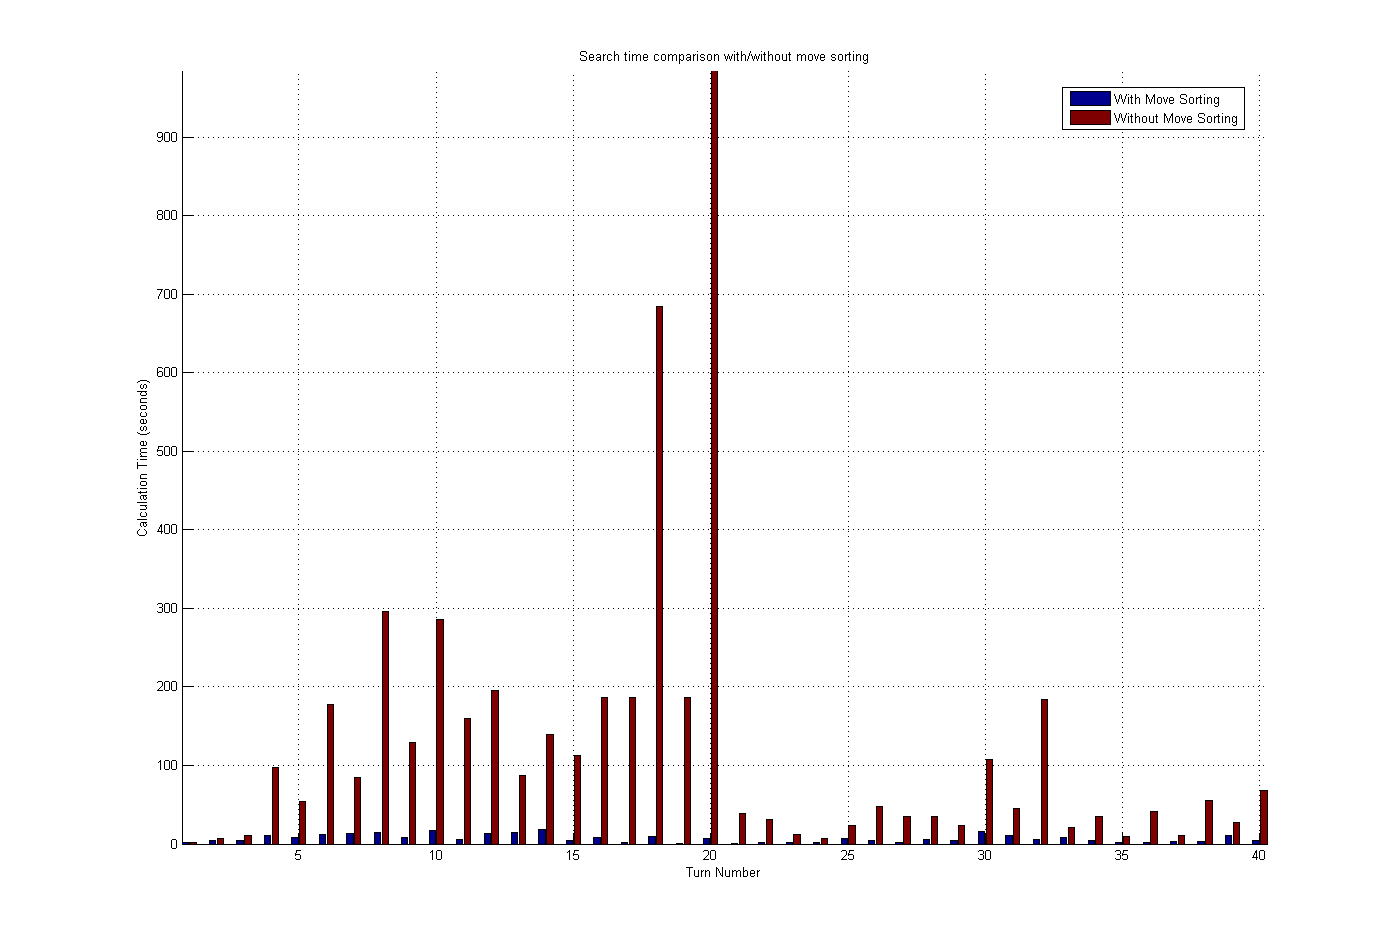 Search time comparison with/without move sorting
With Move Sorting
Without Move Sorting
900
800
700
600
500
400
300
200
100
0
Calculation Time (seconds)
5 10 15 20 25 30 35 40
Turn Number